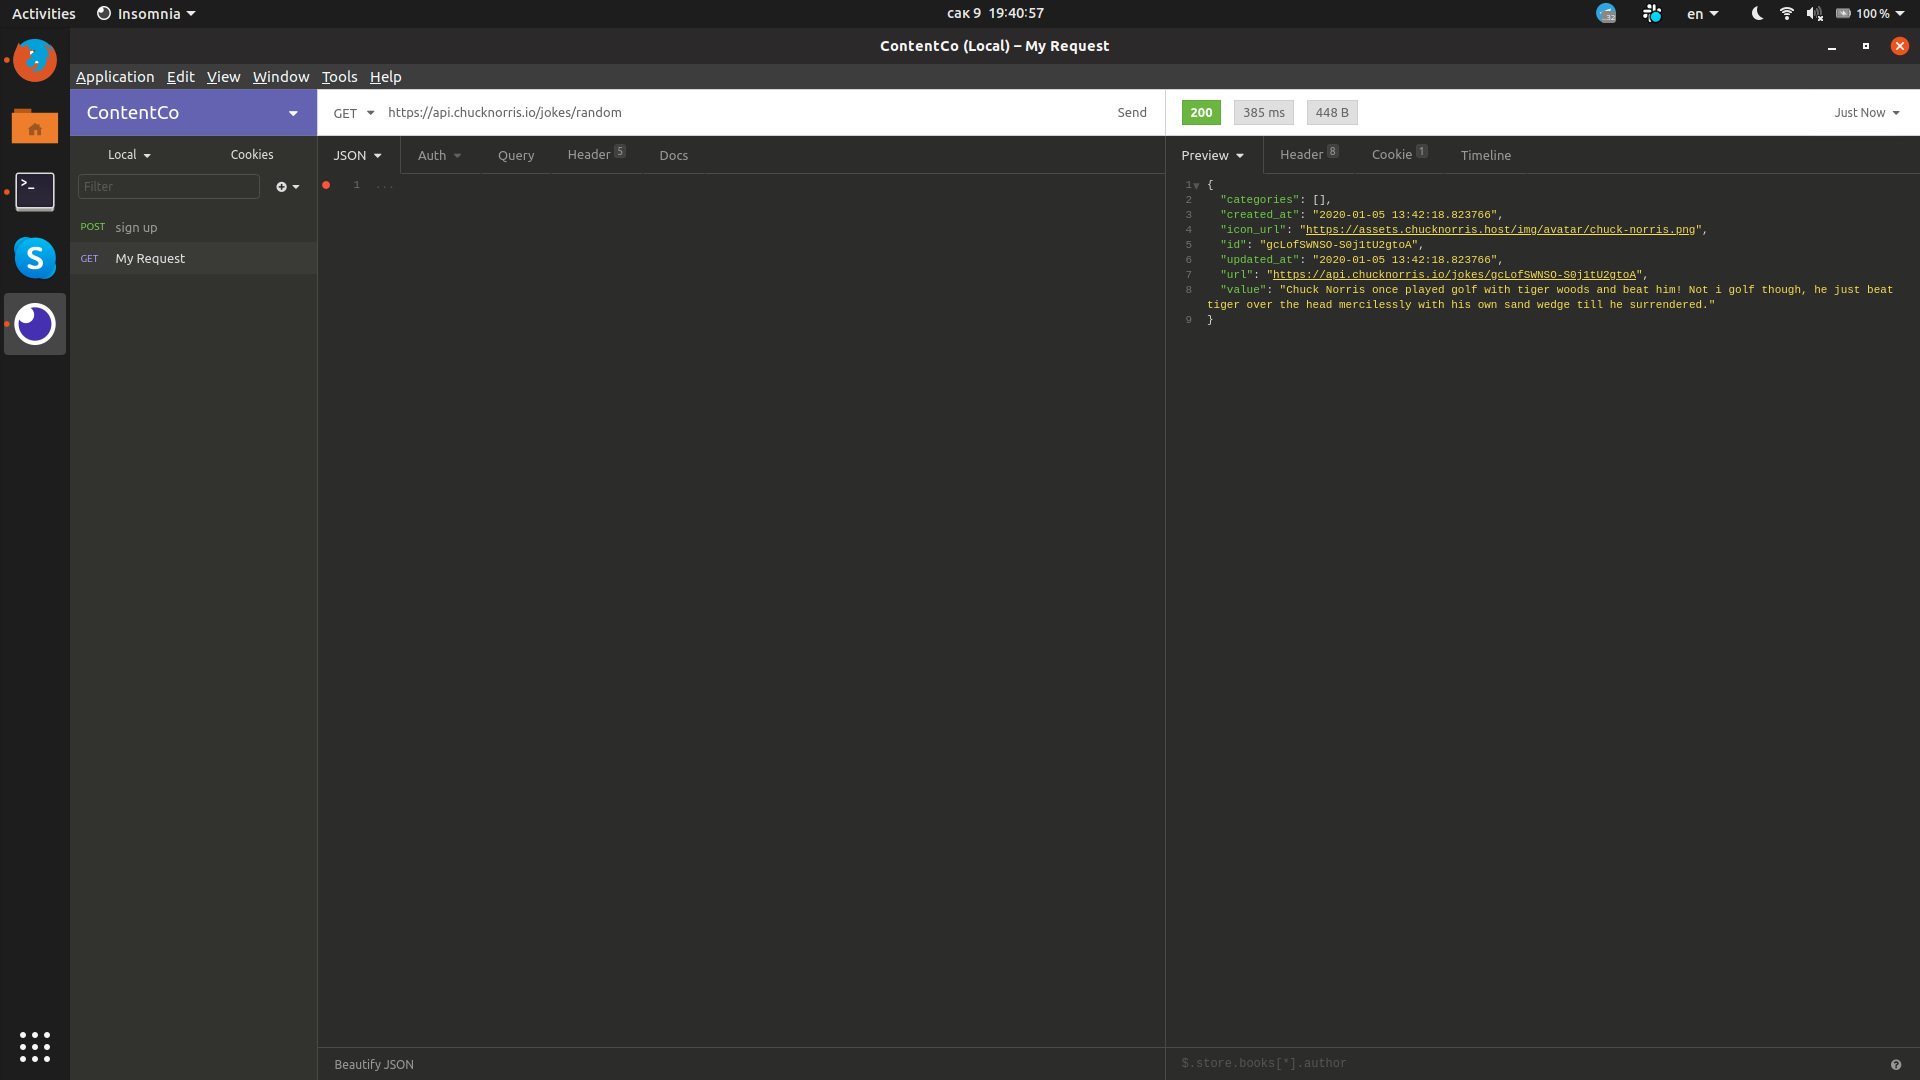 Activities Insomnia сак 9 19:40:57 en 100 %
ContentCo (Local) – My Request
Application Edit View Window Tools Help
ContentCo GET https://api.chucknorris.io/jokes/random Send 200 385 ms 448 B Just Now
Local Cookies JSON Auth Query Header 5 Docs Preview Header 8 Cookie 1 Timeline
Filter
POST sign up
GET My Request
1 ...
1 {
2 "categories": [],
3 "created_at": "2020-01-05 13:42:18.823766",
4 "icon_url": "https://assets.chucknorris.host/img/avatar/chuck-norris.png",
5 "id": "gcLofSWNSO-S0j1tU2gtoA",
6 "updated_at": "2020-01-05 13:42:18.823766",
7 "url": "https://api.chucknorris.io/jokes/gcLofSWNSO-S0j1tU2gtoA",
8 "value": "Chuck Norris once played golf with tiger woods and beat him! Not i golf though, he just beat
tiger over the head mercilessly with his own sand wedge till he surrendered."
9 }
Beautify JSON $.store.books[*].author